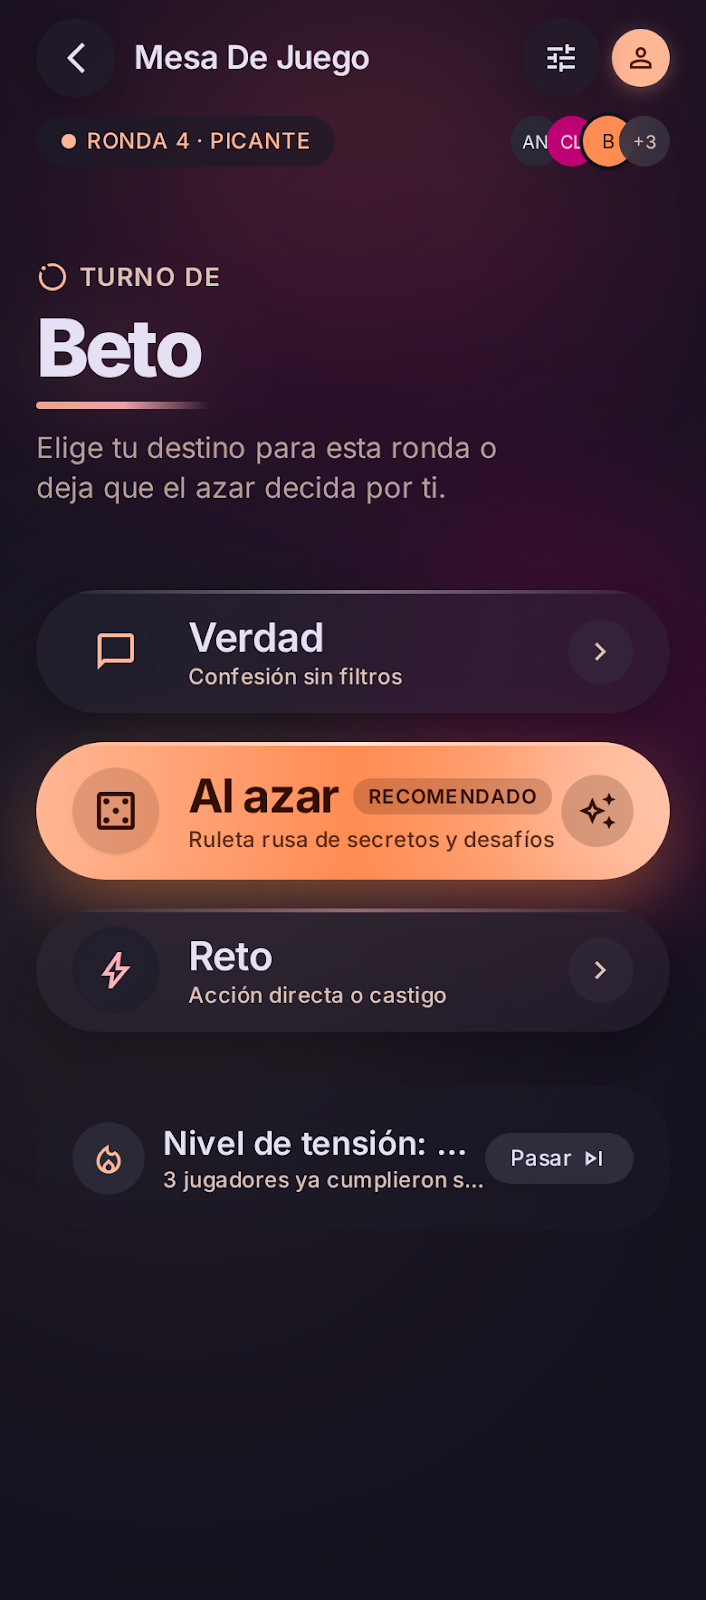 Mesa De Juego
RONDA 4 · PICANTE
AN CL B +3
TURNO DE
Beto
Elige tu destino para esta ronda o
deja que el azar decida por ti.
Verdad
Confesión sin filtros
Al azar RECOMENDADO
Ruleta rusa de secretos y desafíos
Reto
Acción directa o castigo
Nivel de tensión: ...
3 jugadores ya cumplieron s...
Pasar